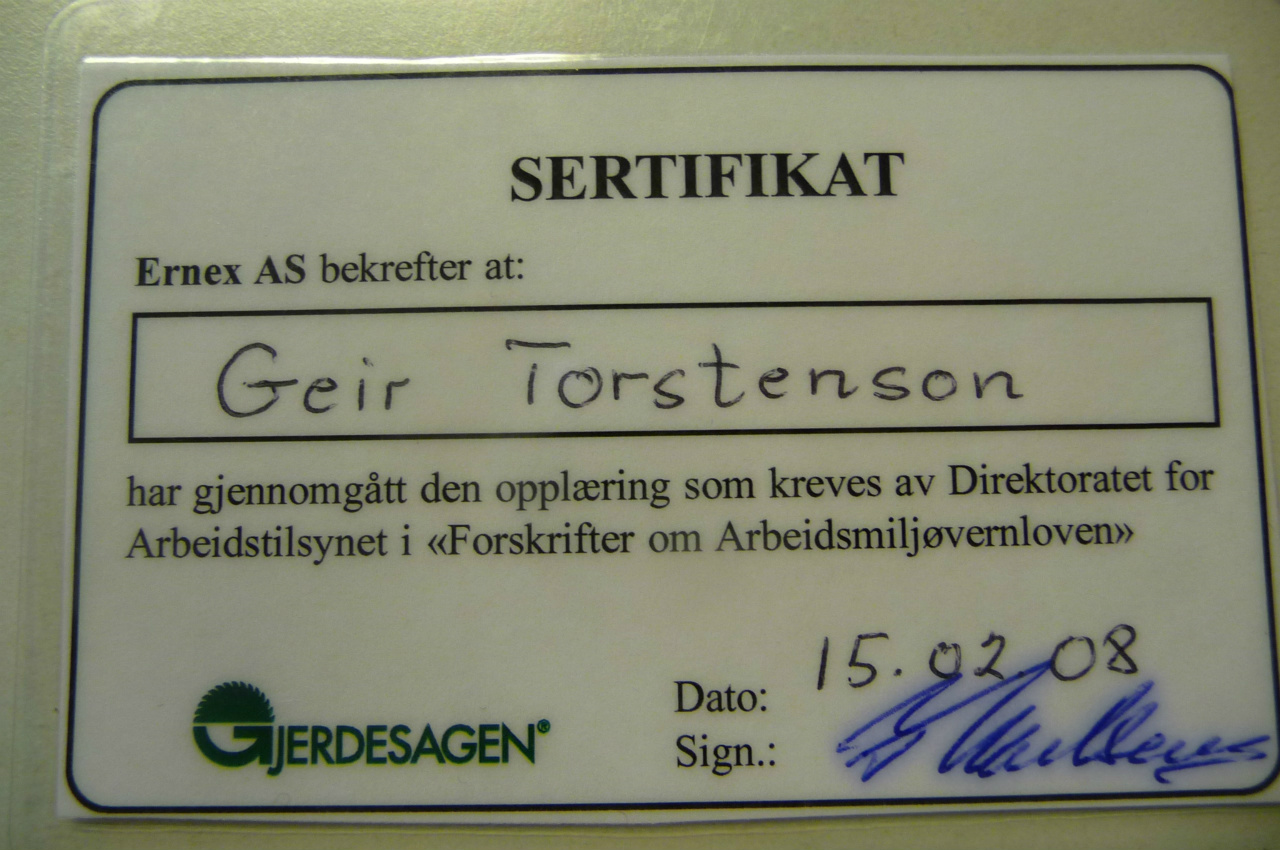 SERTIFIKAT
Ernex AS bekrefter at:
Geir Torstenson
har gjennomgått den opplæring som kreves av Direktoratet for
Arbeidstilsynet i «Forskrifter om Arbeidsmiljøvernloven»
Dato: 15.02.08
Sign.:
GJERDESAGEN®